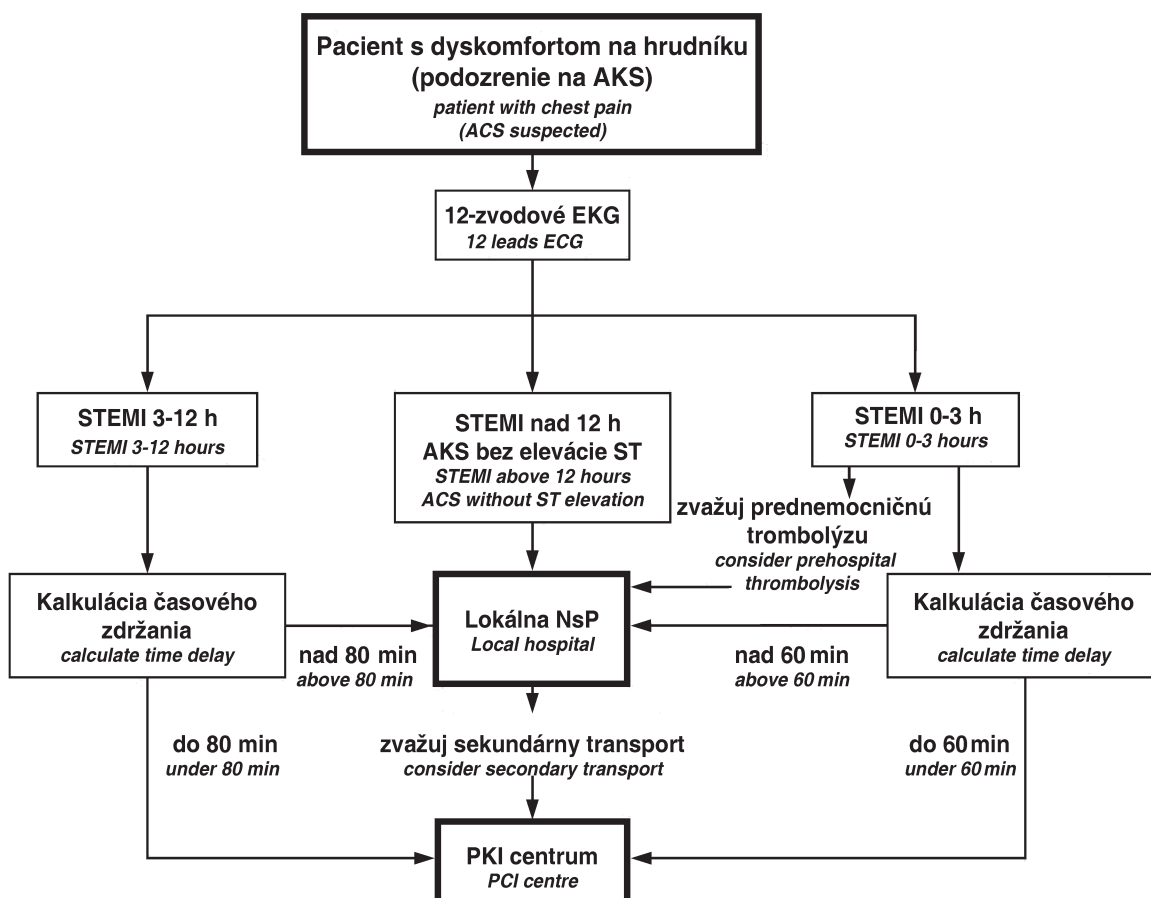 Pacient s dyskomfortom na hrudníku
(podozrenie na AKS)
patient with chest pain
(ACS suspected)
12-zvodové EKG
12 leads ECG
STEMI 3-12 h
STEMI 3-12 hours
STEMI nad 12 h
AKS bez elevácie ST
STEMI above 12 hours
ACS without ST elevation
STEMI 0-3 h
STEMI 0-3 hours
zvažuj prednemocničnú
trombolýzu
consider prehospital
thrombolysis
Kalkulácia časového
zdržania
calculate time delay
Lokálna NsP
Local hospital
Kalkulácia časového
zdržania
calculate time delay
nad 80 min
above 80 min
nad 60 min
above 60 min
do 80 min
under 80 min
zvažuj sekundárny transport
consider secondary transport
do 60 min
under 60 min
PKI centrum
PCI centre